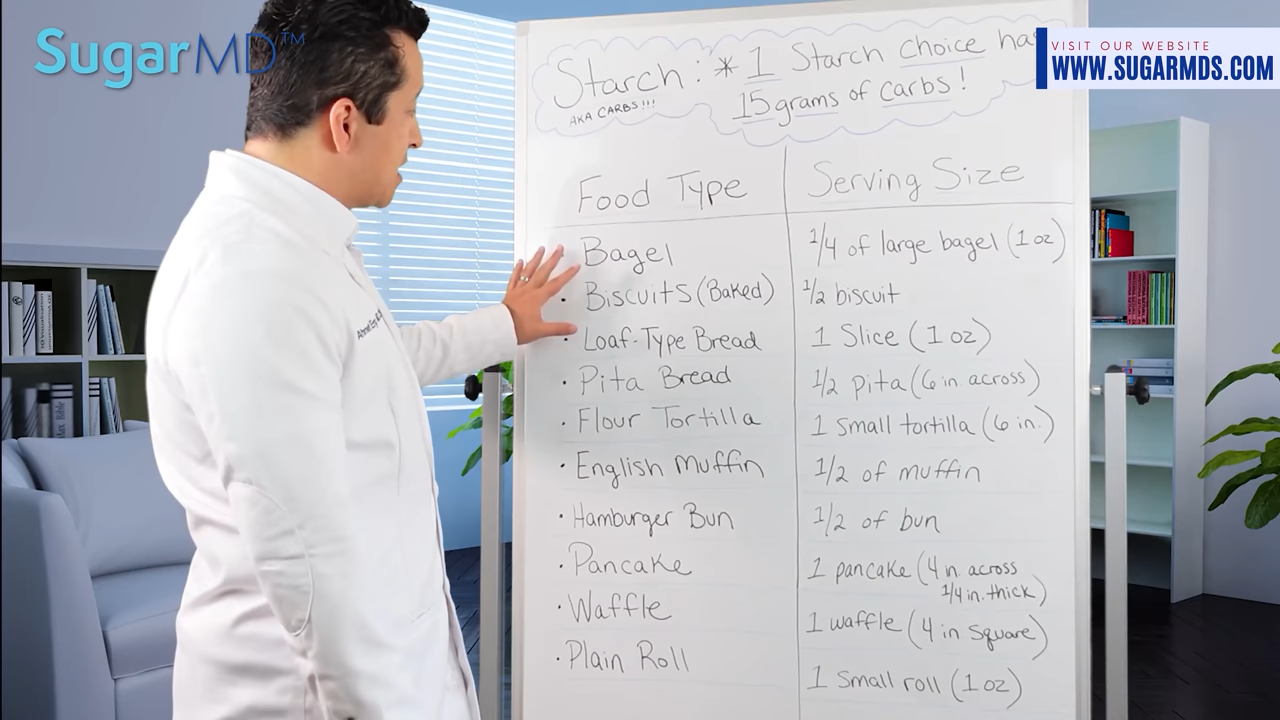 SugarMD™
VISIT OUR WEBSITE
WWW.SUGARMDS.COM
Starch: * 1 Starch choice has
AKA CARBS!!!
15 grams of carbs!
Food Type
Serving Size
Bagel
1/4 of large bagel (1 oz)
· Biscuits (Baked)
1/2 biscuit
· Loaf-Type Bread
1 Slice (1 oz)
· Pita Bread
1/2 pita (6 in across)
· Flour Tortilla
1 small tortilla (6 in.)
· English Muffin
1/2 of muffin
· Hamburger Bun
1/2 of bun
· Pancake
1 pancake (4 in. across
1/4 in. thick)
· Waffle
1 waffle (4 in square)
· Plain Roll
1 small roll (1 oz)